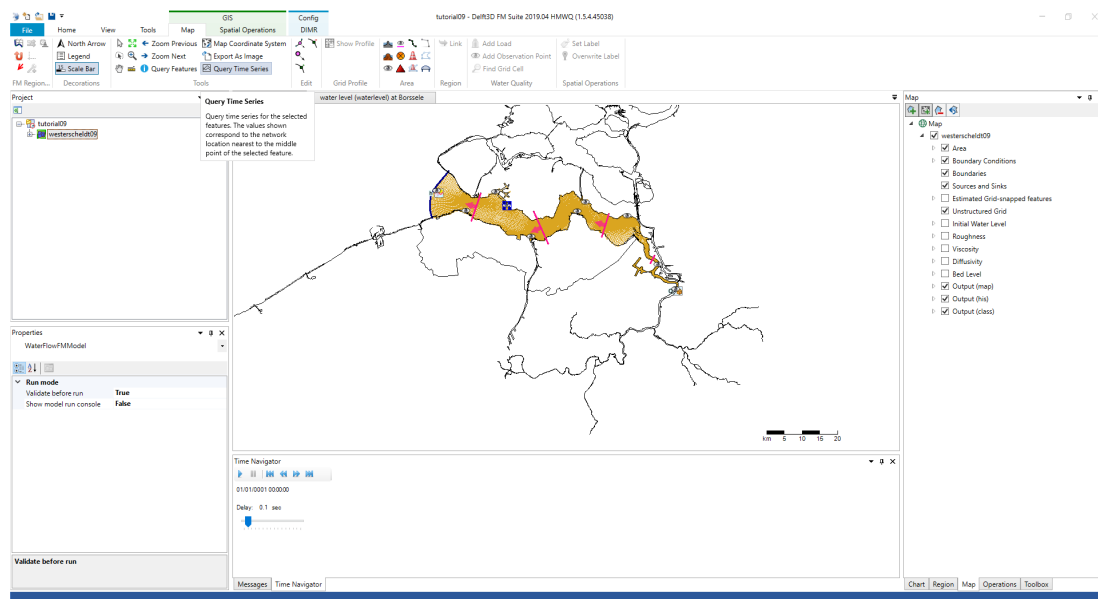 GIS
Config
tutorial09 - Delft3D FM Suite 2019.04 HMWQ (1.5.4.45038)
File
Home
View
Tools
Map
Spatial Operations
DIMR
North Arrow
Zoom Previous
Map Coordinate System
Show Profile
Link
Add Load
Set Label
Legend
Zoom Next
Export As Image
Add Observation Point
Overwrite Label
Scale Bar
Query Features
Query Time Series
Find Grid Cell
FM Region...
Decorations
Tools
Edit
Grid Profile
Area
Region
Water Quality
Spatial Operations
Project
tutorial09
westerscheldt09
Query Time Series
Query time series for the selected
features. The values shown
correspond to the network
location nearest to the middle
point of the selected feature.
water level (waterlevel) at Borssele
km 5 10 15 20
Map
Map
westerscheldt09
Area
Boundary Conditions
Boundaries
Sources and Sinks
Estimated Grid-snapped features
Unstructured Grid
Initial Water Level
Roughness
Viscosity
Diffusivity
Bed Level
Output (map)
Output (his)
Output (class)
Properties
WaterFlowFMModel
Run mode
Validate before run True
Show model run console False
Validate before run
Time Navigator
01/01/0001 00:00:00
Delay: 0.1 sec
Messages
Time Navigator
Chart
Region
Map
Operations
Toolbox